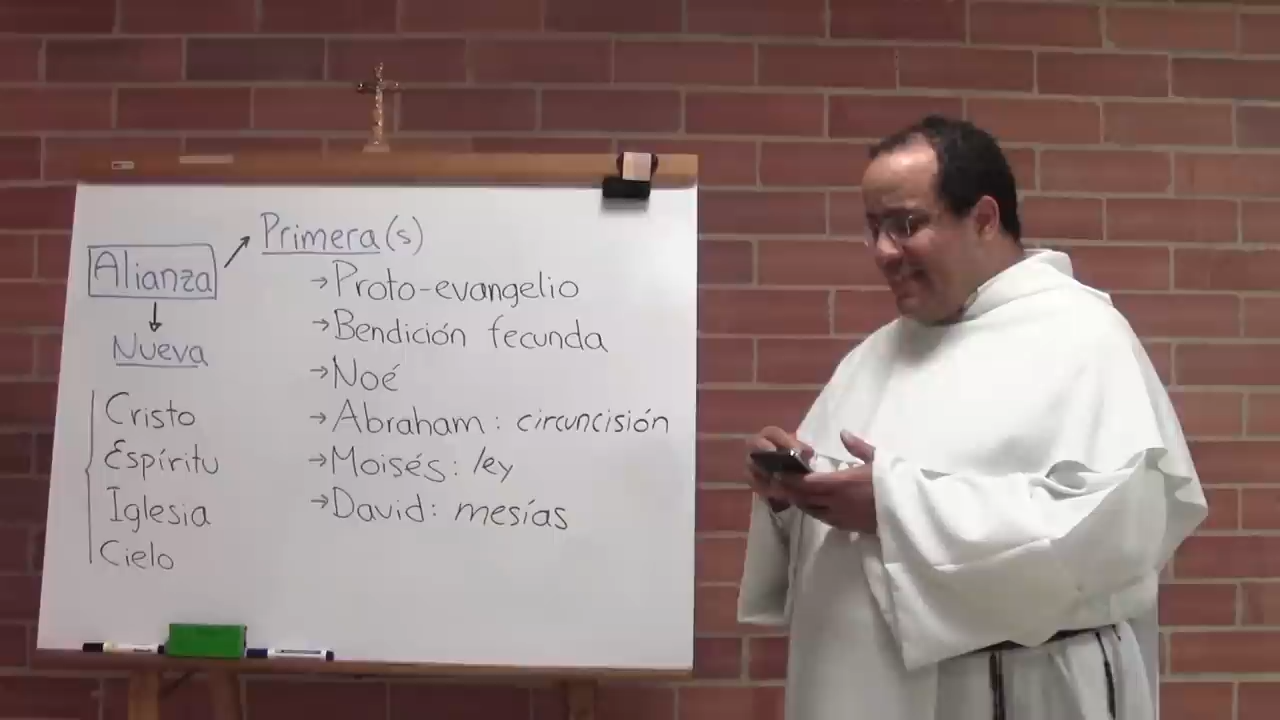 Alianza
Nueva
Cristo
Espíritu
Iglesia
Cielo
Primera(s)
→Proto-evangelio
→Bendición fecunda
→Noé
→Abraham: circuncisión
→Moisés: ley
→David: mesías